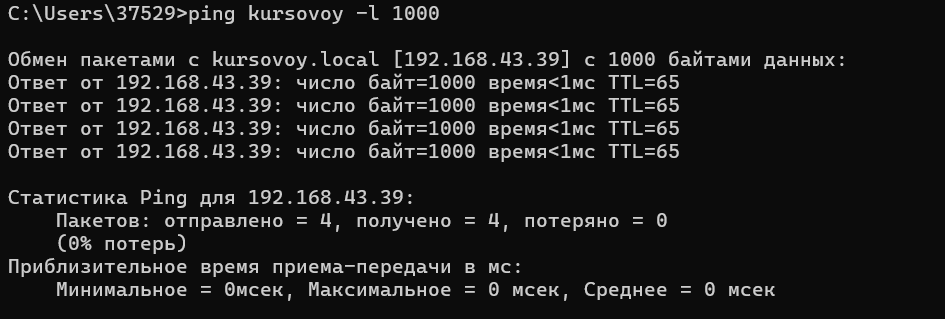 C:\Users\37529>ping kursovoy -l 1000
Обмен пакетами с kursovoy.local [192.168.43.39] с 1000 байтами данных:
Ответ от 192.168.43.39: число байт=1000 время<1мс TTL=65
Ответ от 192.168.43.39: число байт=1000 время<1мс TTL=65
Ответ от 192.168.43.39: число байт=1000 время<1мс TTL=65
Ответ от 192.168.43.39: число байт=1000 время<1мс TTL=65
Статистика Ping для 192.168.43.39:
    Пакетов: отправлено = 4, получено = 4, потеряно = 0
    (0% потерь)
Приблизительное время приема-передачи в мс:
    Минимальное = 0мсек, Максимальное = 0 мсек, Среднее = 0 мсек